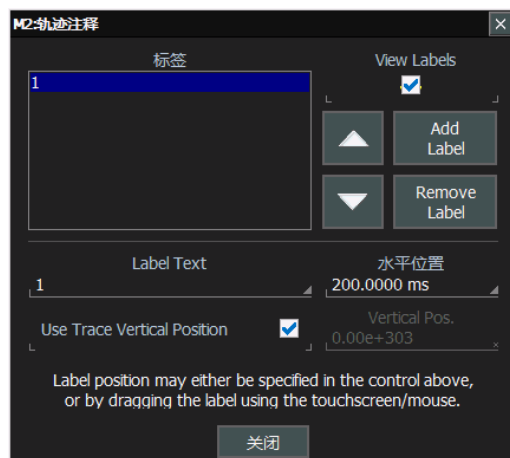 M2:轨迹注释
标签
View Labels
1
Add
Label
Remove
Label
Label Text
水平位置
1
200.0000 ms
Use Trace Vertical Position
Vertical Pos.
0.00e+303
Label position may either be specified in the control above,
or by dragging the label using the touchscreen/mouse.
关闭